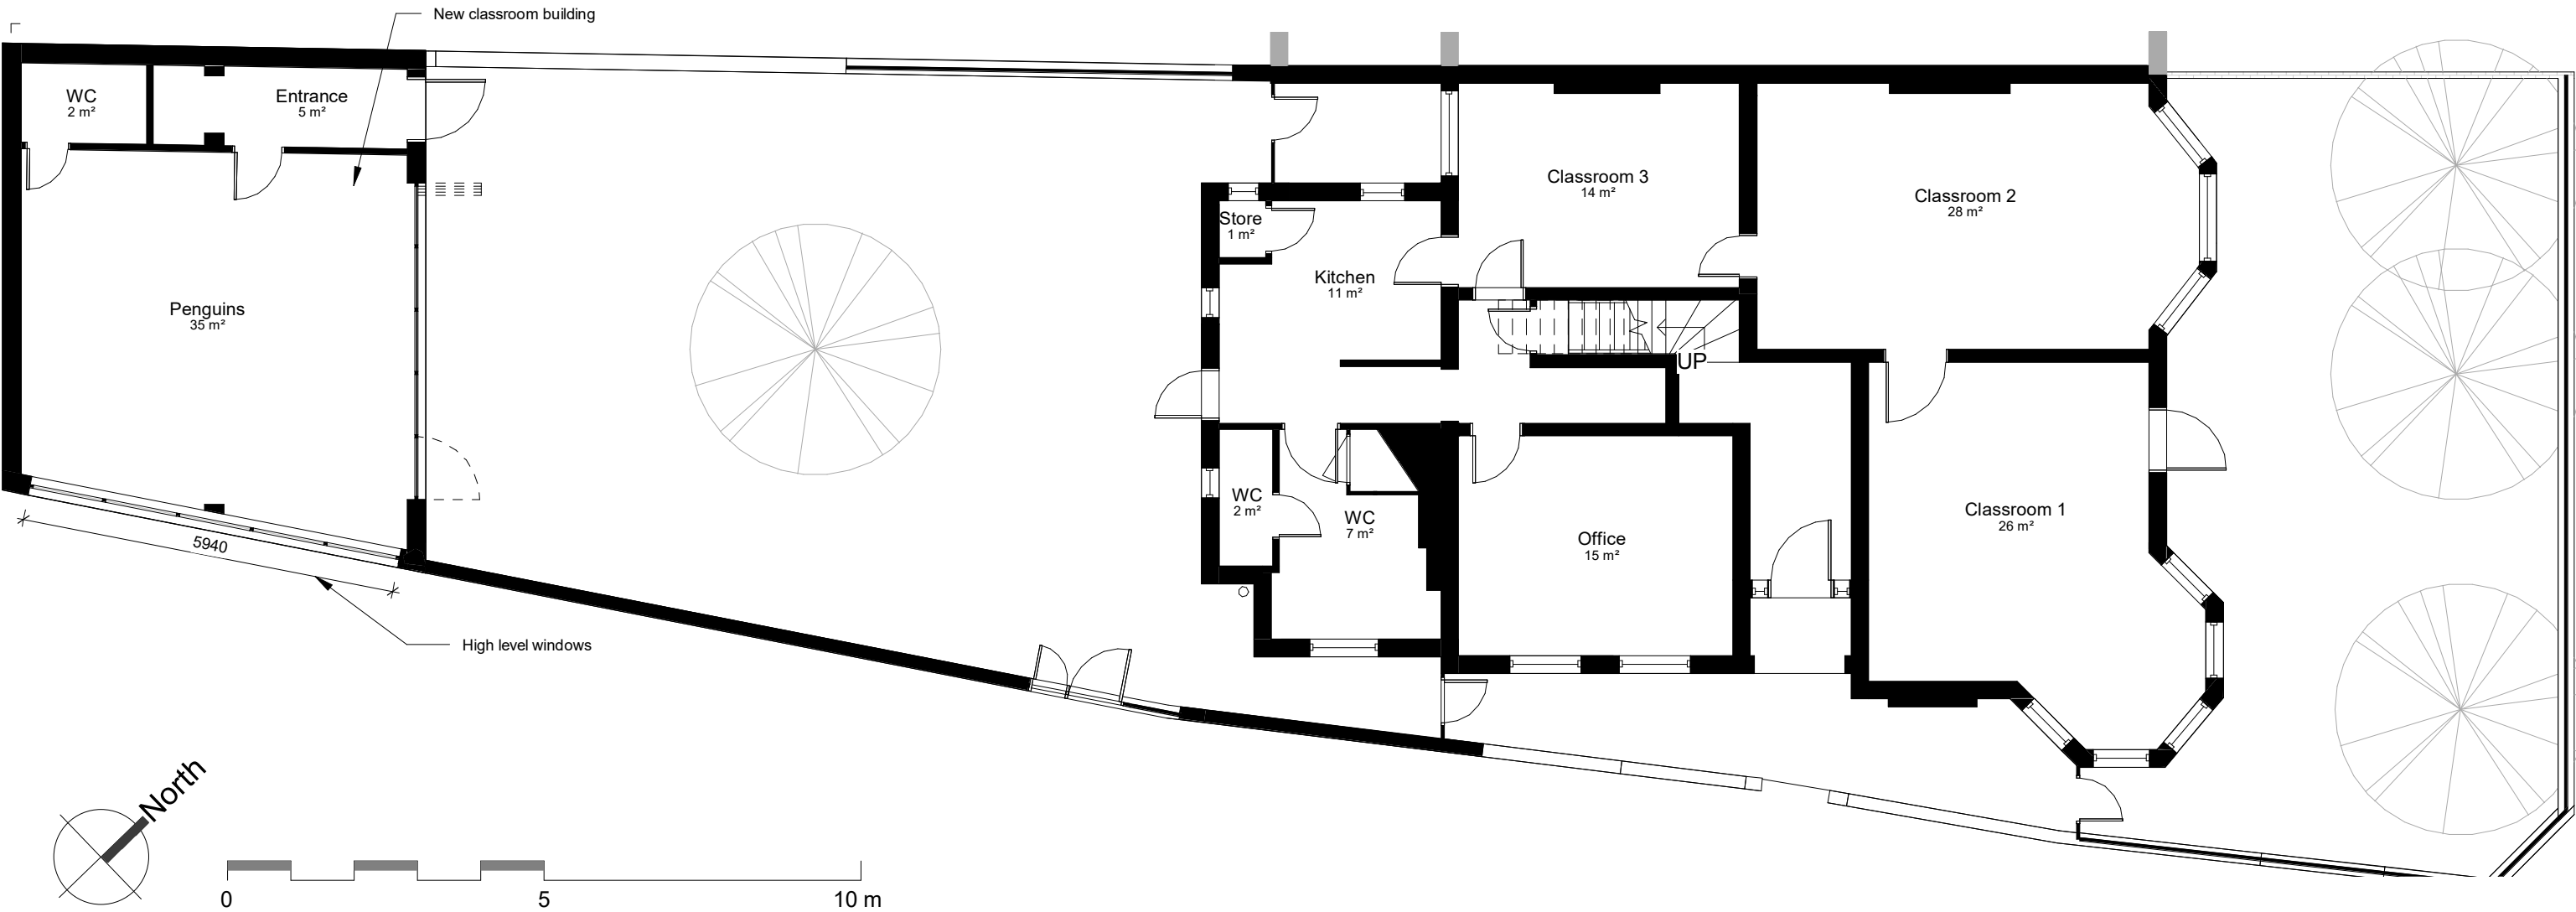 New classroom building
WC
2 m²
Entrance
5 m²
Penguins
35 m²
5940
High level windows
Store
1 m²
Kitchen
11 m²
Classroom 3
14 m²
Classroom 2
28 m²
UP
WC
2 m²
WC
7 m²
Office
15 m²
Classroom 1
26 m²
North
0
5
10 m